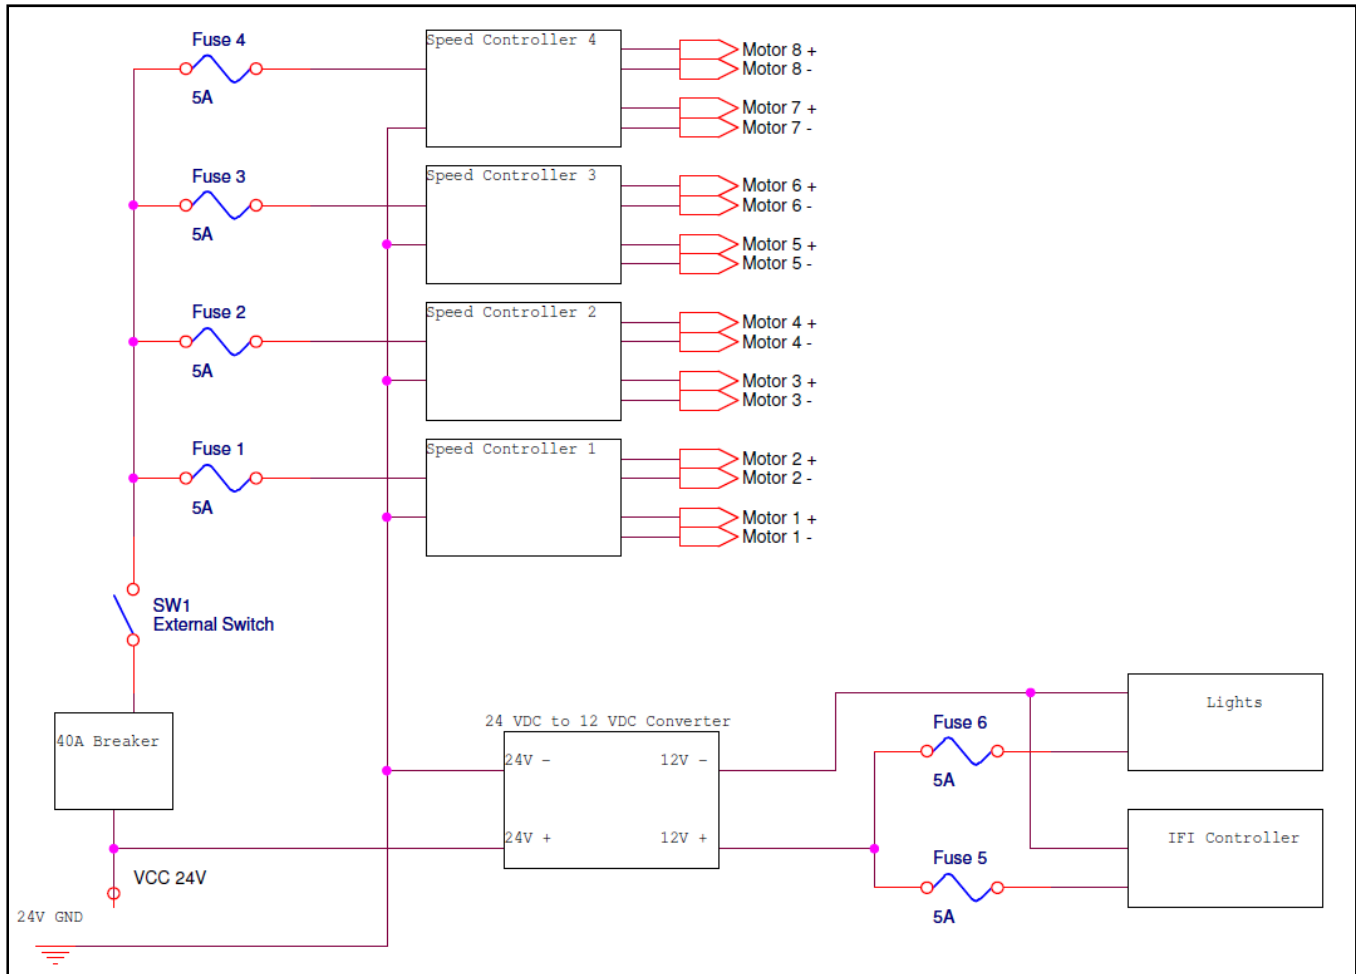 Fuse 4
5A
Speed Controller 4
Motor 8 +
Motor 8 -
Motor 7 +
Motor 7 -
Fuse 3
5A
Speed Controller 3
Motor 6 +
Motor 6 -
Motor 5 +
Motor 5 -
Fuse 2
5A
Speed Controller 2
Motor 4 +
Motor 4 -
Motor 3 +
Motor 3 -
Fuse 1
5A
Speed Controller 1
Motor 2 +
Motor 2 -
Motor 1 +
Motor 1 -
SW1
External Switch
40A Breaker
VCC 24V
24V GND
24 VDC to 12 VDC Converter
24V -
12V -
24V +
12V +
Fuse 6
5A
Lights
Fuse 5
5A
IFI Controller